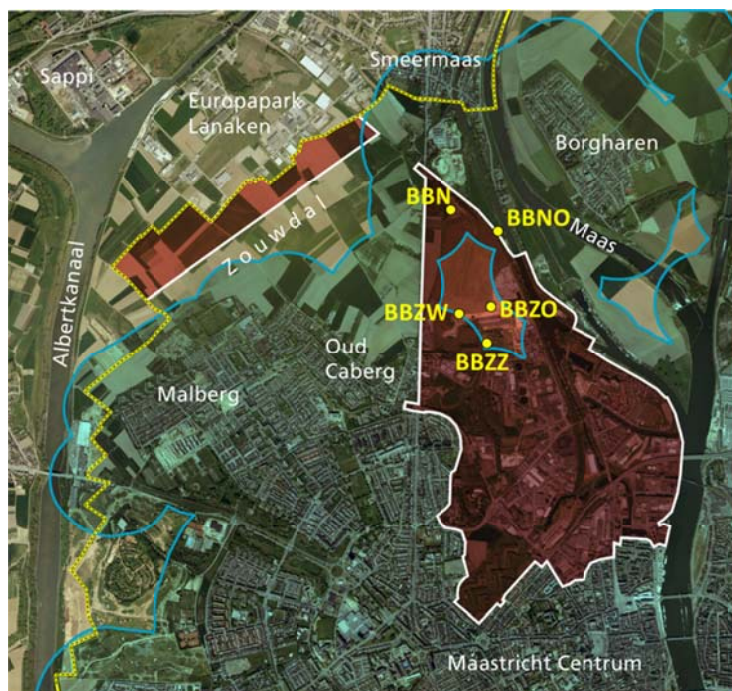 Smeermaas
Sappi
Europapark
Lanaken
Borgharen
BBN
BBNO
Maas
Zouwdal
BBZW
BBZO
BBZZ
Albertkanaal
Oud
Caberg
Malberg
Maastricht Centrum